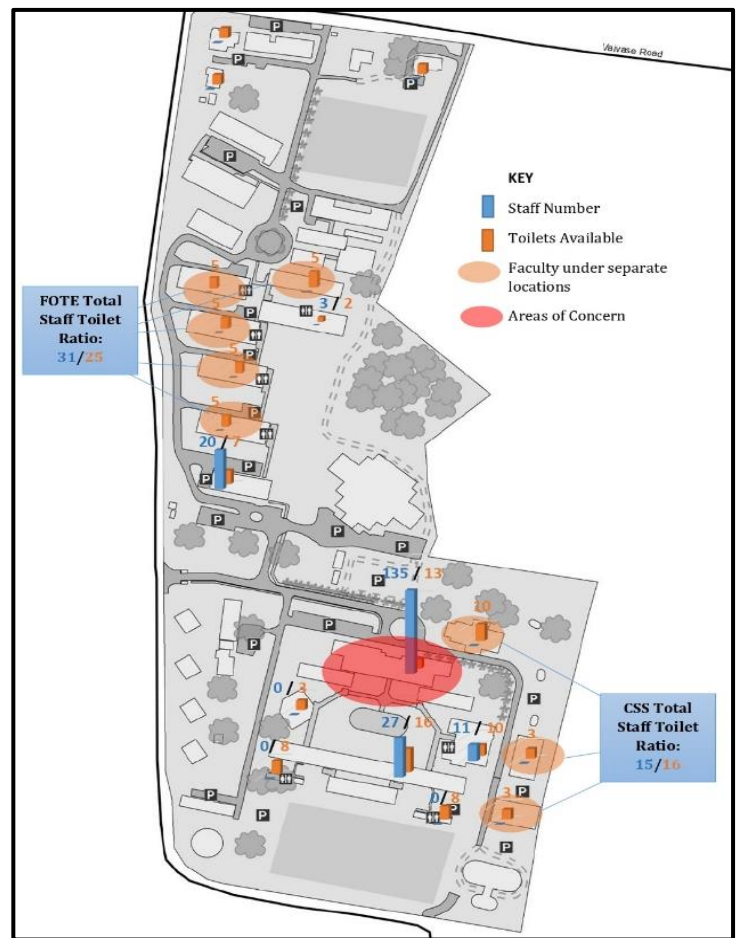 P
P
P
Vaivase Road
P
P
KEY
Staff Number
Toilets Available
Faculty under separate
locations
Areas of Concern
P
5
5
3 / 2
FOTE Total
Staff Toilet
Ratio:
31/25
5
P
5
P
5
P
20 / 7
P
P
P
P
P
P
135 / 13
P
10
P
P
CSS Total
Staff Toilet
Ratio:
15/16
0 / 3
27 / 16
11 / 10
3
0/ 8
P
P
0/ 8
P
3
P
P
P